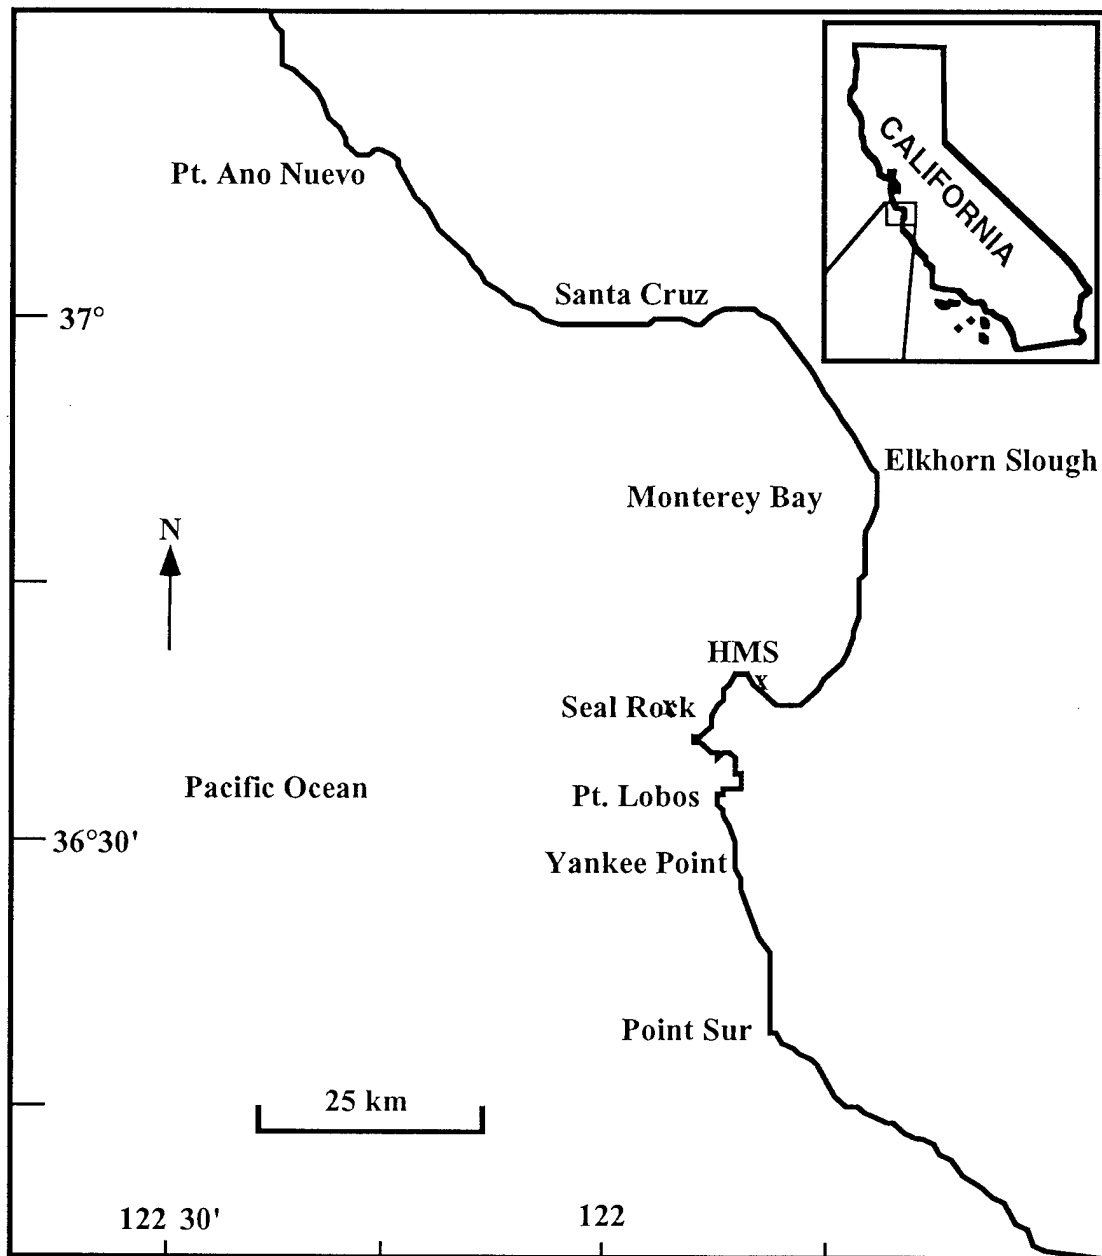 CALIFORNIA
Pt. Ano Nuevo
Santa Cruz
37°
Elkhorn Slough
Monterey Bay
N
HMS
x
Seal Rock
x
Pacific Ocean
Pt. Lobos
36°30'
Yankee Point
Point Sur
25 km
122 30'
122